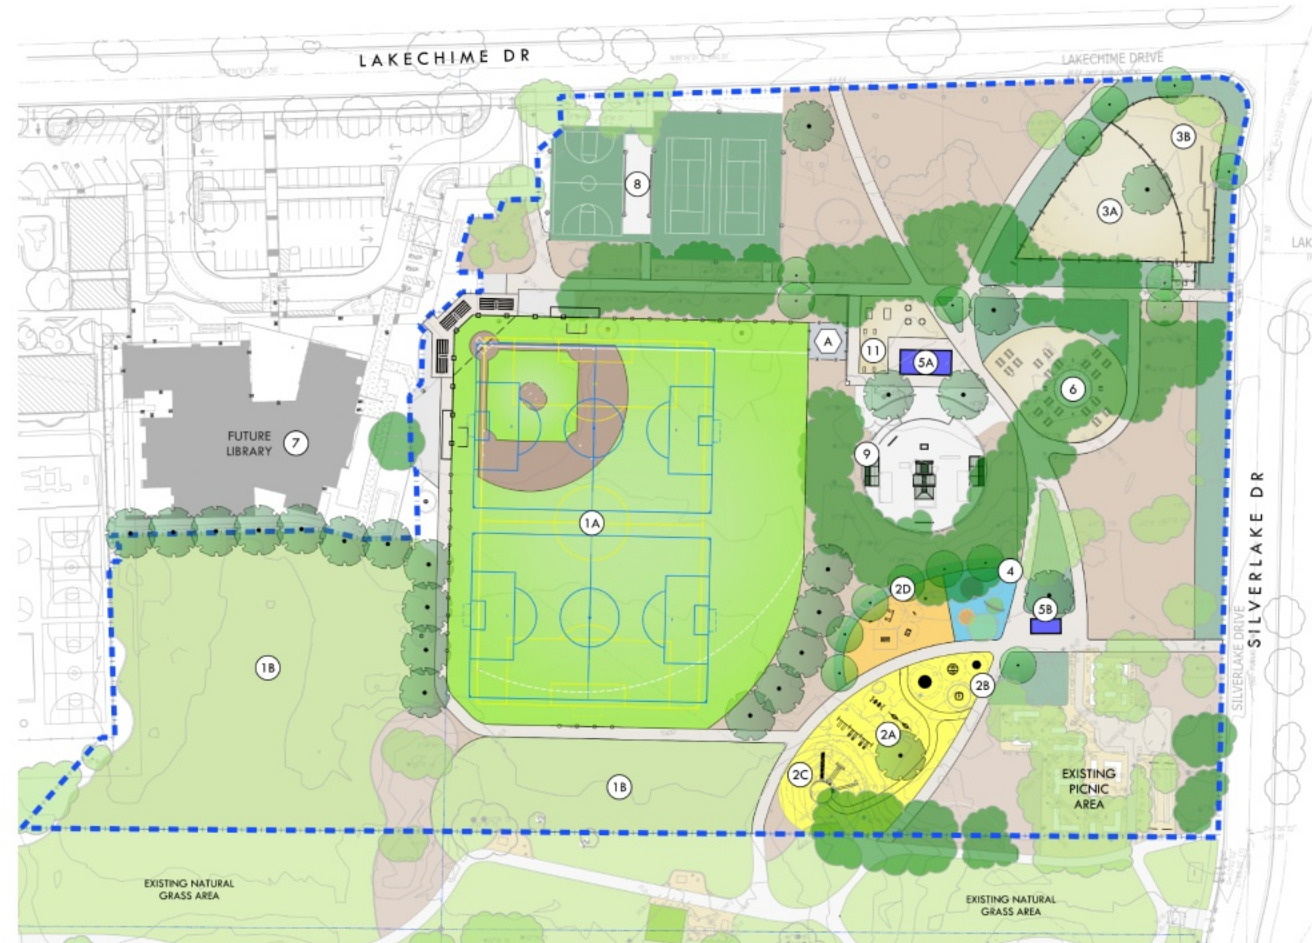 LAKECHIME DR
LAKECHIME DRIVE
3B
8
3A
LAK
A
11
5A
6
FUTURE
LIBRARY
7
9
SILVERLAKE DR
1A
4
2D
5B
SILVERLAKE DRIVE
1B
2B
2A
2C
EXISTING
PICNIC
AREA
1B
EXISTING NATURAL
GRASS AREA
EXISTING NATURAL
GRASS AREA